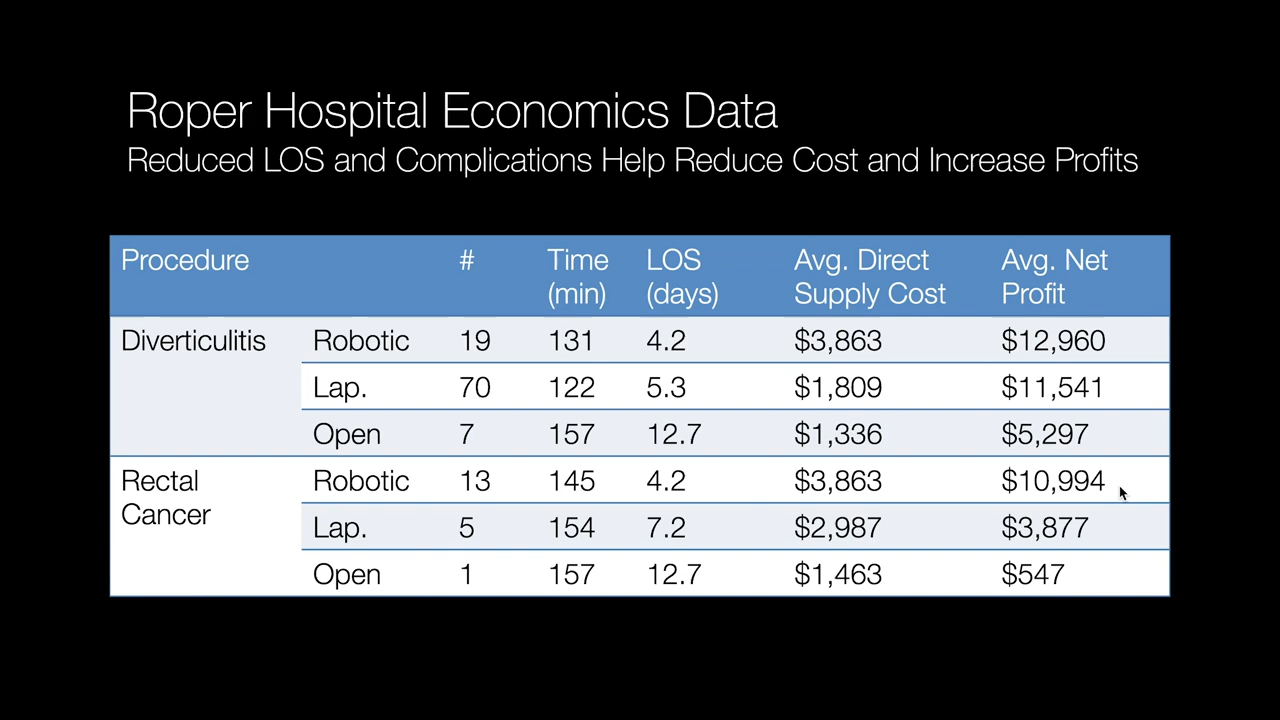 Roper Hospital Economics Data
Reduced LOS and Complications Help Reduce Cost and Increase Profits
Procedure # Time (min) LOS (days) Avg. Direct Supply Cost Avg. Net Profit
Diverticulitis Robotic 19 131 4.2 $3,863 $12,960
Lap. 70 122 5.3 $1,809 $11,541
Open 7 157 12.7 $1,336 $5,297
Rectal Cancer Robotic 13 145 4.2 $3,863 $10,994
Lap. 5 154 7.2 $2,987 $3,877
Open 1 157 12.7 $1,463 $547